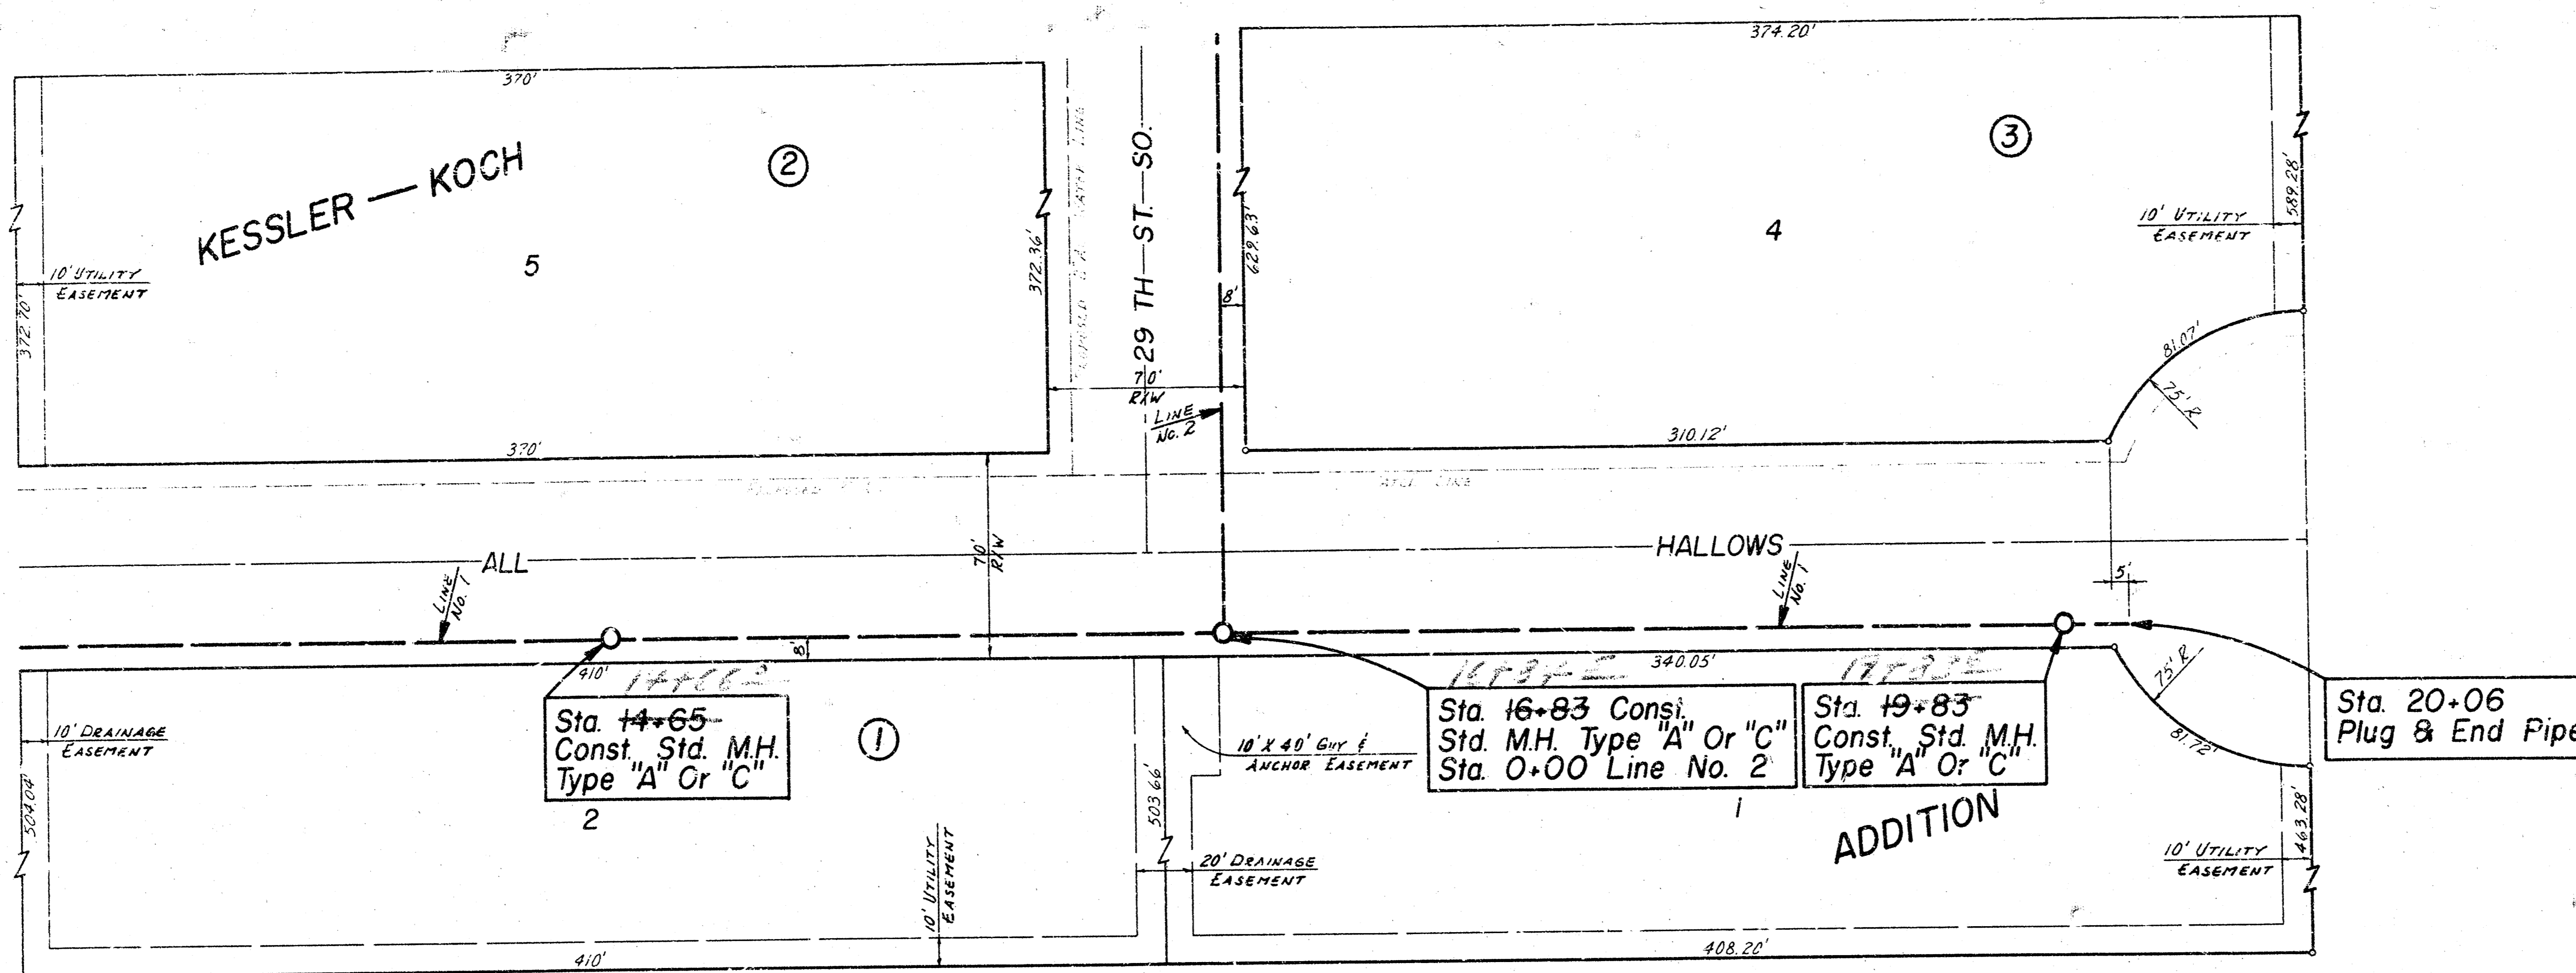 370'
374.20'
KESSLER — KOCH
2
3
5
4
10' UTILITY
EASEMENT
372.70'
372.36'
29 TH ST. SO.
629.63'
8'
10' UTILITY
EASEMENT
589.28'
70'
R/W
LINE
No. 2
81.07'
75' R
370'
310.12'
ALL
HALLOWS
LINE
No. 1
70'
R/W
LINE
No. 1
5'
8'
410'
340.05'
75' R
81.72'
Sta. 14+65
Const. Std. M.H.
Type "A" Or "C"
2
1
Sta. 16+83 Const.
Std. M.H. Type "A" Or "C"
Sta. 0+00 Line No. 2
1
Sta. 19+83
Const. Std. M.H.
Type "A" Or "C"
Sta. 20+06
Plug & End Pipe
10' DRAINAGE
EASEMENT
504.04'
10' X 40' GUY &
ANCHOR EASEMENT
503.66'
ADDITION
10' UTILITY
EASEMENT
20' DRAINAGE
EASEMENT
10' UTILITY
EASEMENT
463.28'
410'
408.20'